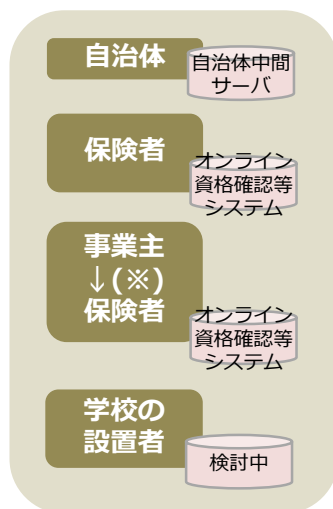 自治体
自治体中間
サーバ
保険者
オンライン
資格確認等
システム
事業主
↓(※)
保険者
オンライン
資格確認等
システム
学校の
設置者
検討中